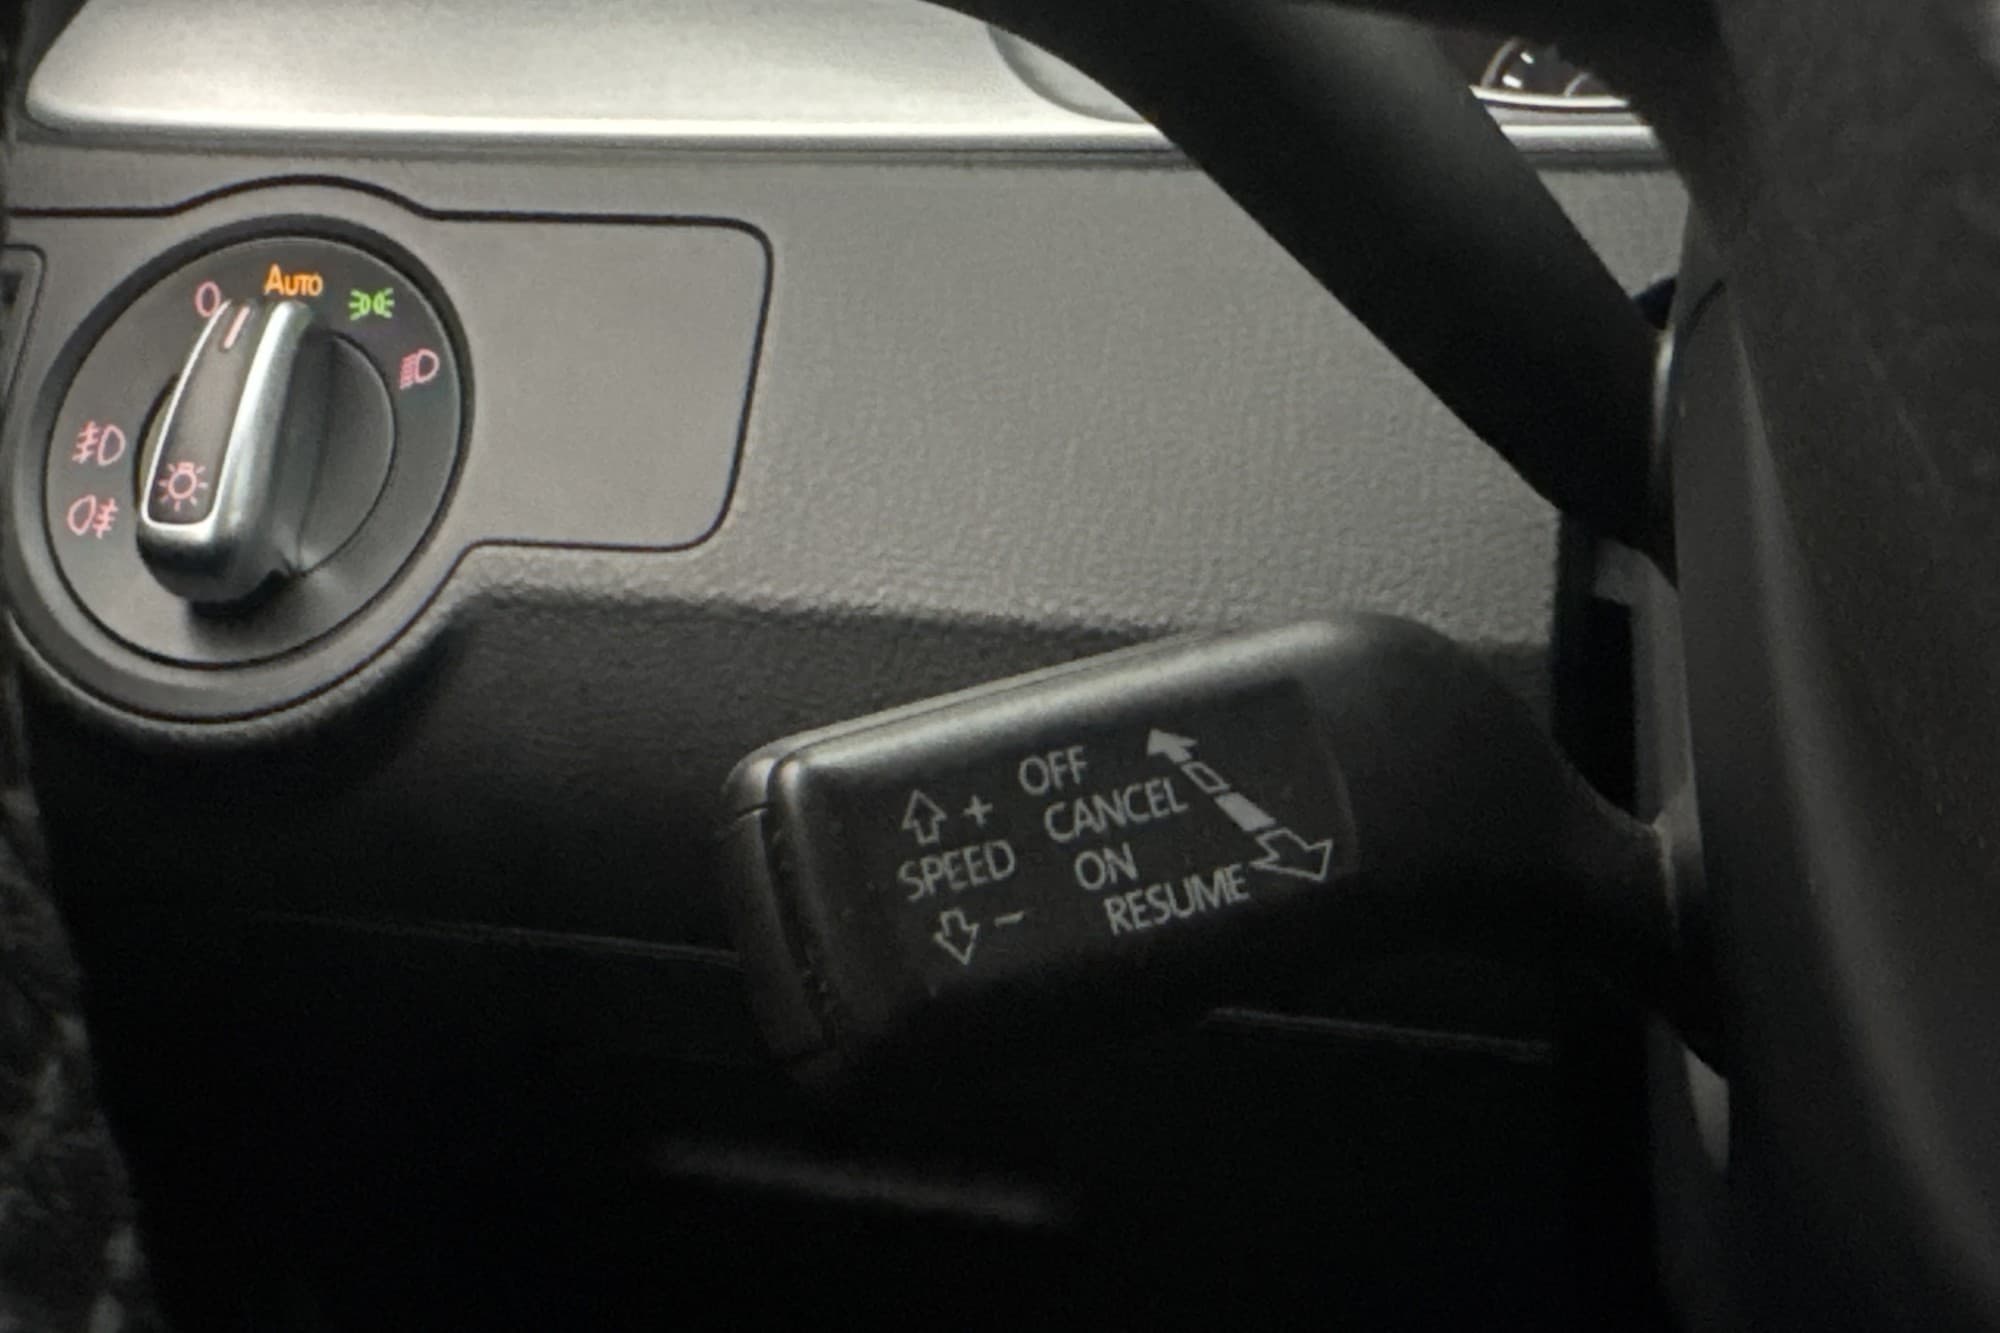 O AUTO
+ OFF
CANCEL
SPEED ON
- RESUME